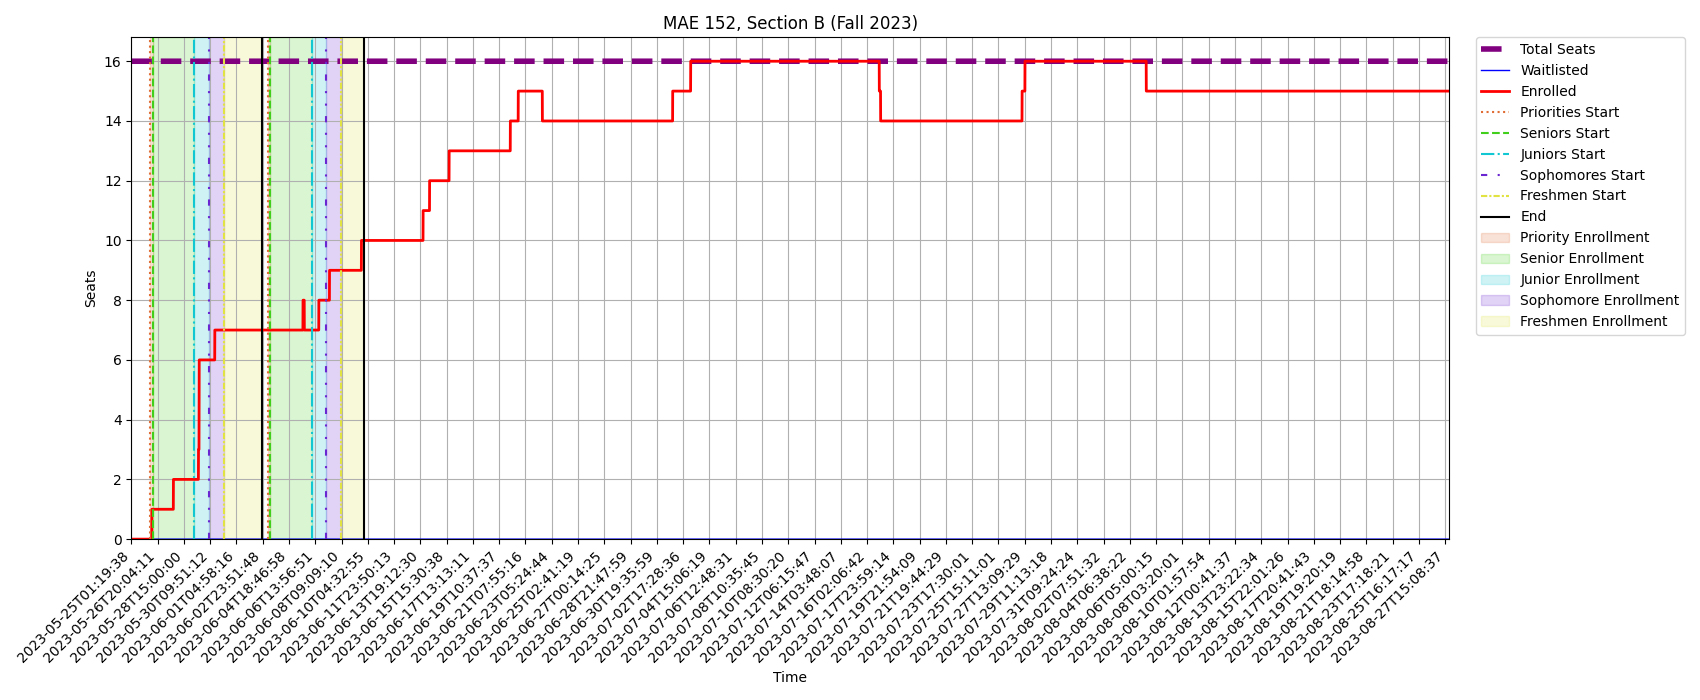 MAE 152, Section B (Fall 2023)
Seats
16
14
12
10
8
6
4
2
0
2023-05-25T01:19:38
2023-05-26T20:04:11
2023-05-28T15:00:00
2023-05-30T09:51:12
2023-06-01T04:58:16
2023-06-02T23:51:48
2023-06-04T18:46:58
2023-06-06T13:56:51
2023-06-08T09:09:10
2023-06-10T04:32:55
2023-06-11T23:50:13
2023-06-13T19:12:30
2023-06-15T15:30:38
2023-06-17T13:13:11
2023-06-19T10:37:37
2023-06-21T07:55:16
2023-06-23T05:24:44
2023-06-25T02:41:19
2023-06-27T00:14:25
2023-06-28T21:47:59
2023-06-30T19:35:59
2023-07-02T17:28:36
2023-07-04T15:06:19
2023-07-06T12:48:31
2023-07-08T10:35:45
2023-07-10T08:30:20
2023-07-12T06:15:47
2023-07-14T03:48:07
2023-07-16T02:06:42
2023-07-17T23:59:14
2023-07-19T21:54:09
2023-07-21T19:44:29
2023-07-23T17:30:01
2023-07-25T15:11:01
2023-07-27T13:09:29
2023-07-29T11:13:18
2023-07-31T09:24:24
2023-08-02T07:51:32
2023-08-04T06:38:22
2023-08-06T05:00:15
2023-08-08T03:20:01
2023-08-10T01:57:54
2023-08-12T00:41:37
2023-08-13T23:22:34
2023-08-15T22:01:26
2023-08-17T20:41:43
2023-08-19T19:20:19
2023-08-21T18:14:58
2023-08-23T17:18:21
2023-08-25T16:17:17
2023-08-27T15:08:37
Time
Total Seats
Waitlisted
Enrolled
Priorities Start
Seniors Start
Juniors Start
Sophomores Start
Freshmen Start
End
Priority Enrollment
Senior Enrollment
Junior Enrollment
Sophomore Enrollment
Freshmen Enrollment